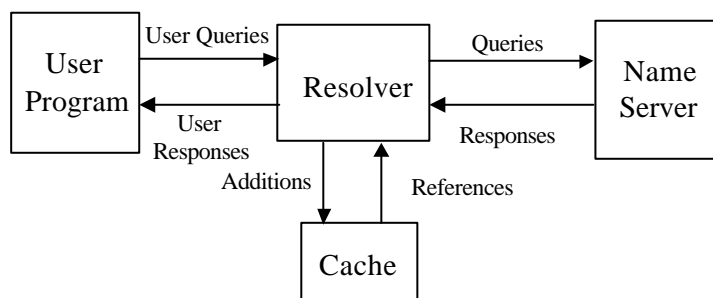 User Queries
Queries
User
Program
Resolver
Name
Server
User
Responses
Responses
Additions
References
Cache